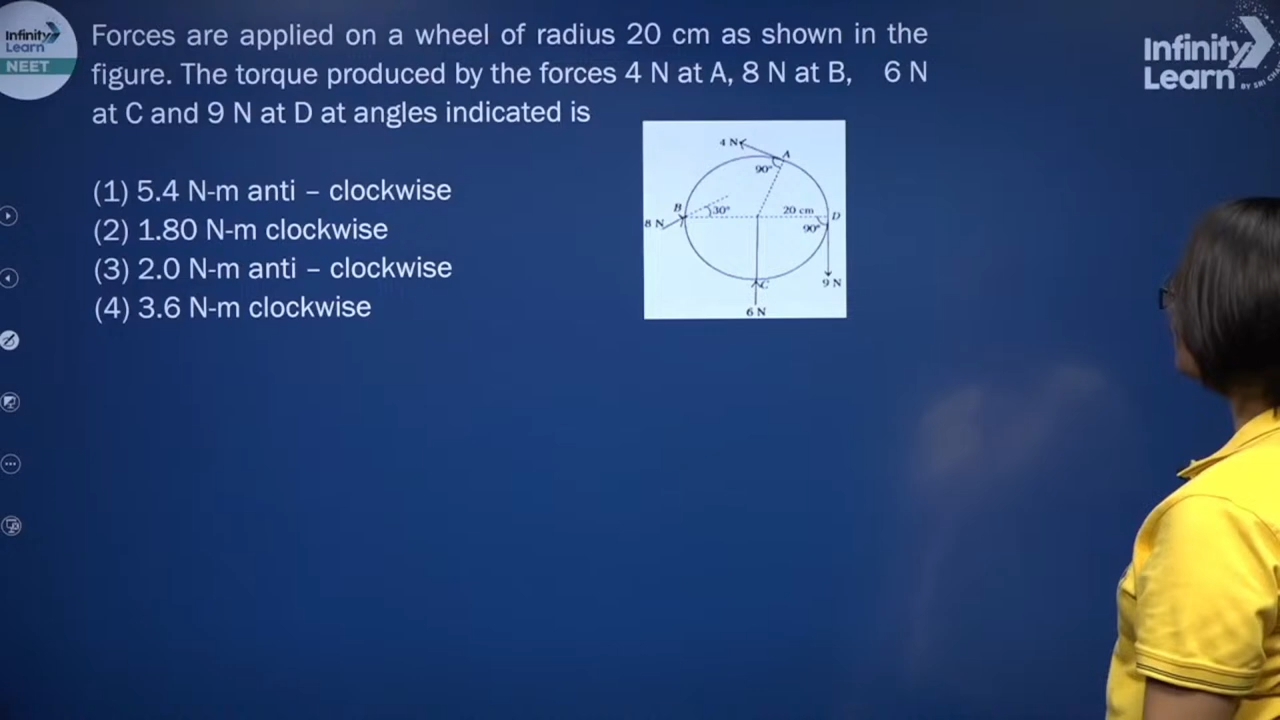 Infinity
Learn
NEET
Forces are applied on a wheel of radius 20 cm as shown in the
figure. The torque produced by the forces 4 N at A, 8 N at B, 6 N
at C and 9 N at D at angles indicated is
Infinity
Learn
BY SRI
(1) 5.4 N-m anti – clockwise
(2) 1.80 N-m clockwise
(3) 2.0 N-m anti – clockwise
(4) 3.6 N-m clockwise
4 N
A
90°
B
30°
20 cm
D
8 N
90°
C
9 N
6 N